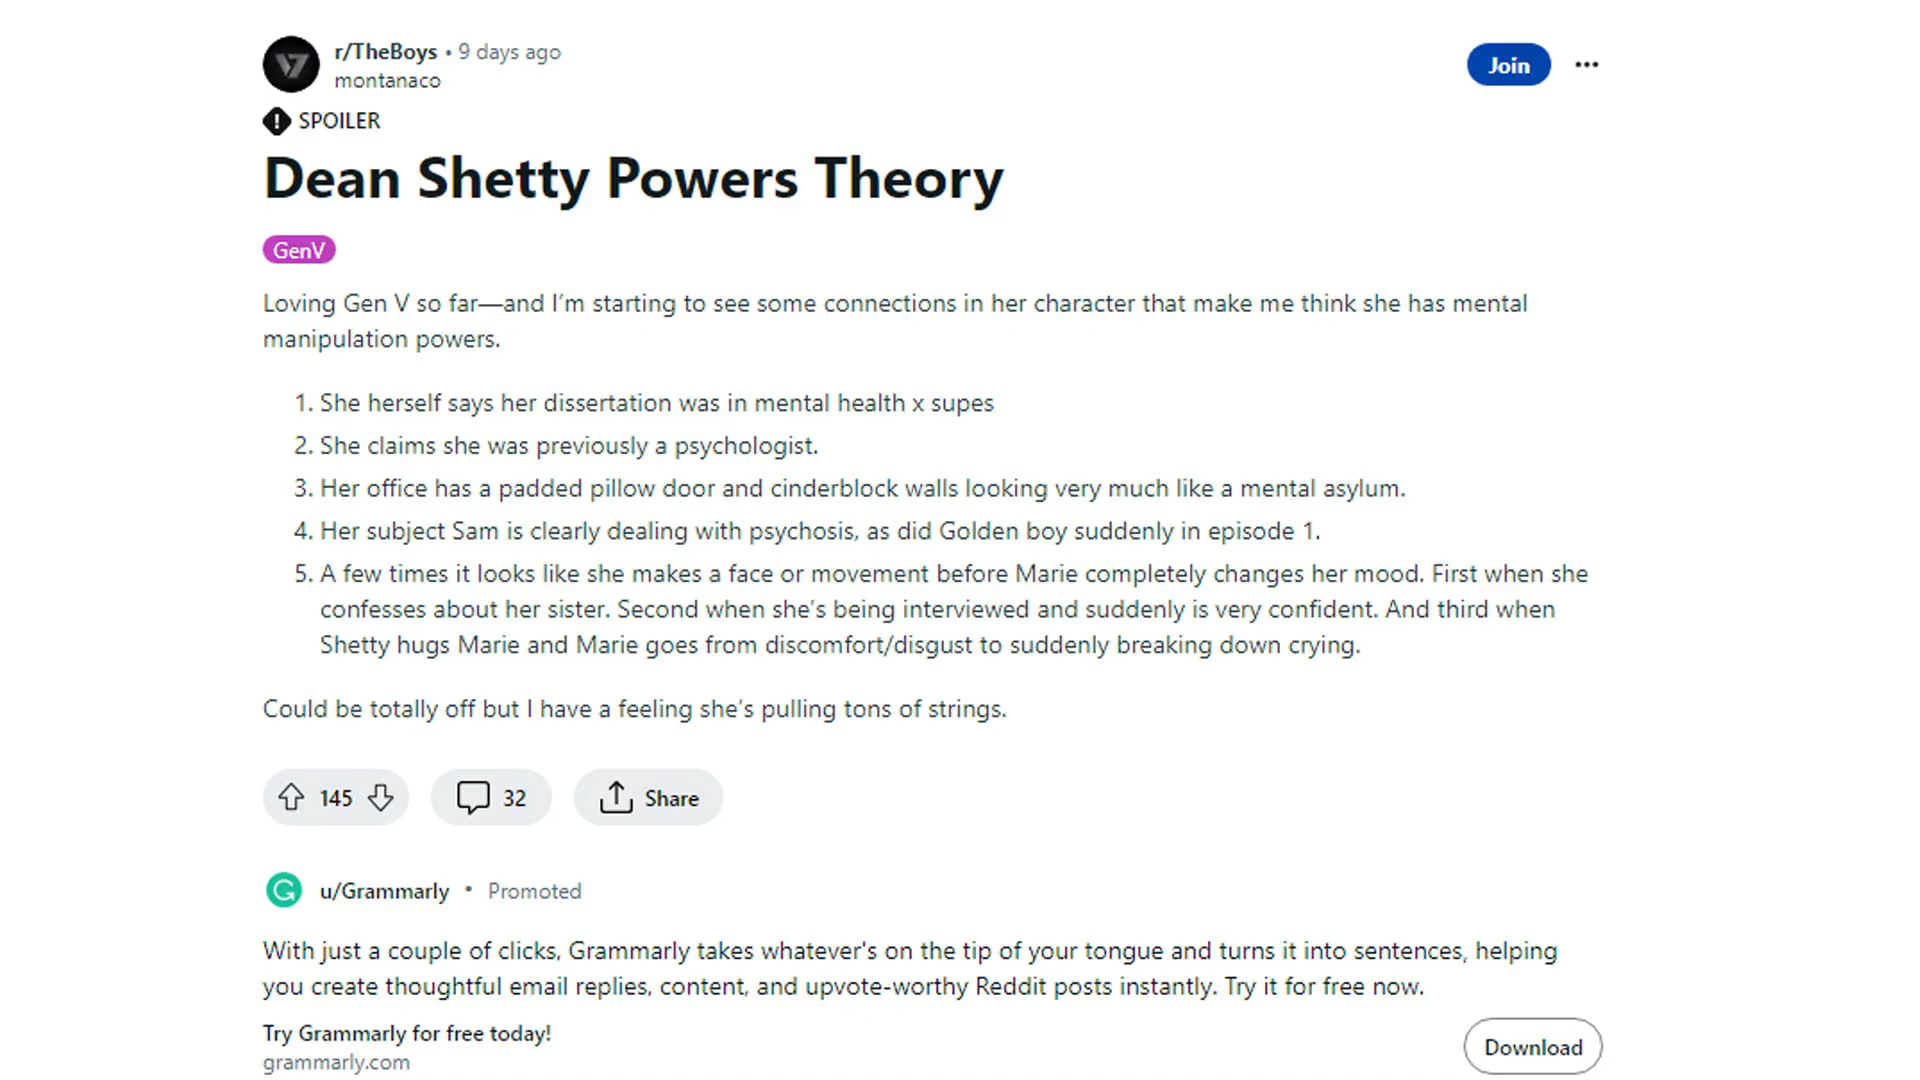 r/TheBoys • 9 days ago
montanaco
Join
SPOILER
Dean Shetty Powers Theory
GenV
Loving Gen V so far—and I’m starting to see some connections in her character that make me think she has mental
manipulation powers.
1. She herself says her dissertation was in mental health x supes
2. She claims she was previously a psychologist.
3. Her office has a padded pillow door and cinderblock walls looking very much like a mental asylum.
4. Her subject Sam is clearly dealing with psychosis, as did Golden boy suddenly in episode 1.
5. A few times it looks like she makes a face or movement before Marie completely changes her mood. First when she
confesses about her sister. Second when she’s being interviewed and suddenly is very confident. And third when
Shetty hugs Marie and Marie goes from discomfort/disgust to suddenly breaking down crying.
Could be totally off but I have a feeling she’s pulling tons of strings.
145
32
Share
u/Grammarly • Promoted
With just a couple of clicks, Grammarly takes whatever's on the tip of your tongue and turns it into sentences, helping
you create thoughtful email replies, content, and upvote-worthy Reddit posts instantly. Try it for free now.
Try Grammarly for free today!
grammarly.com
Download